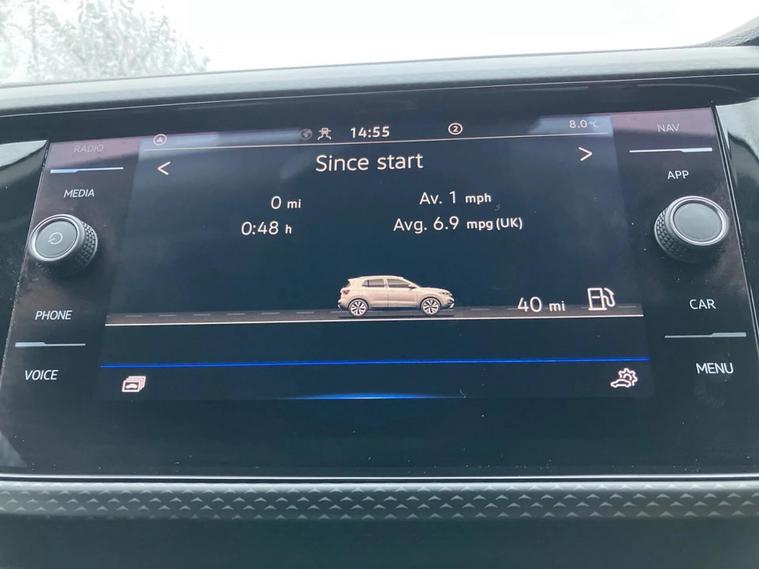 14:55
2
8.0°C
RADIO
NAV
Since start
MEDIA
APP
0 mi
Av. 1 mph
0:48 h
Avg. 6.9 mpg (UK)
40 mi
PHONE
CAR
VOICE
MENU